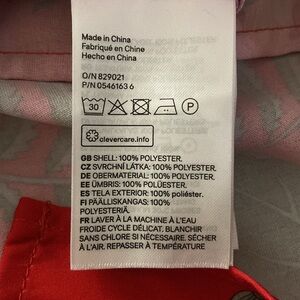 Made in China
Fabriqué en Chine
Hecho en China
O/N 829021
P/N 0546163 6
30
P
clevercare.info
GB SHELL: 100% POLYESTER.
CZ SVRCHNÍ LÁTKA: 100% POLYESTER.
DE OBERMATERIAL: 100% POLYESTER.
EE ÜMBRIS: 100% POLÜESTER.
ES TELA EXTERIOR: 100% poliéster.
FI PÄÄLLISKANGAS: 100%
POLYESTERIÄ.
FR LAVER À LA MACHINE À L'EAU
FROIDE CYCLE DÉLICAT. BLANCHIR
SANS CHLORE SI NÉCESSAIRE. SÉCHER
À L'AIR. REPASSER À TEMPÉRATURE